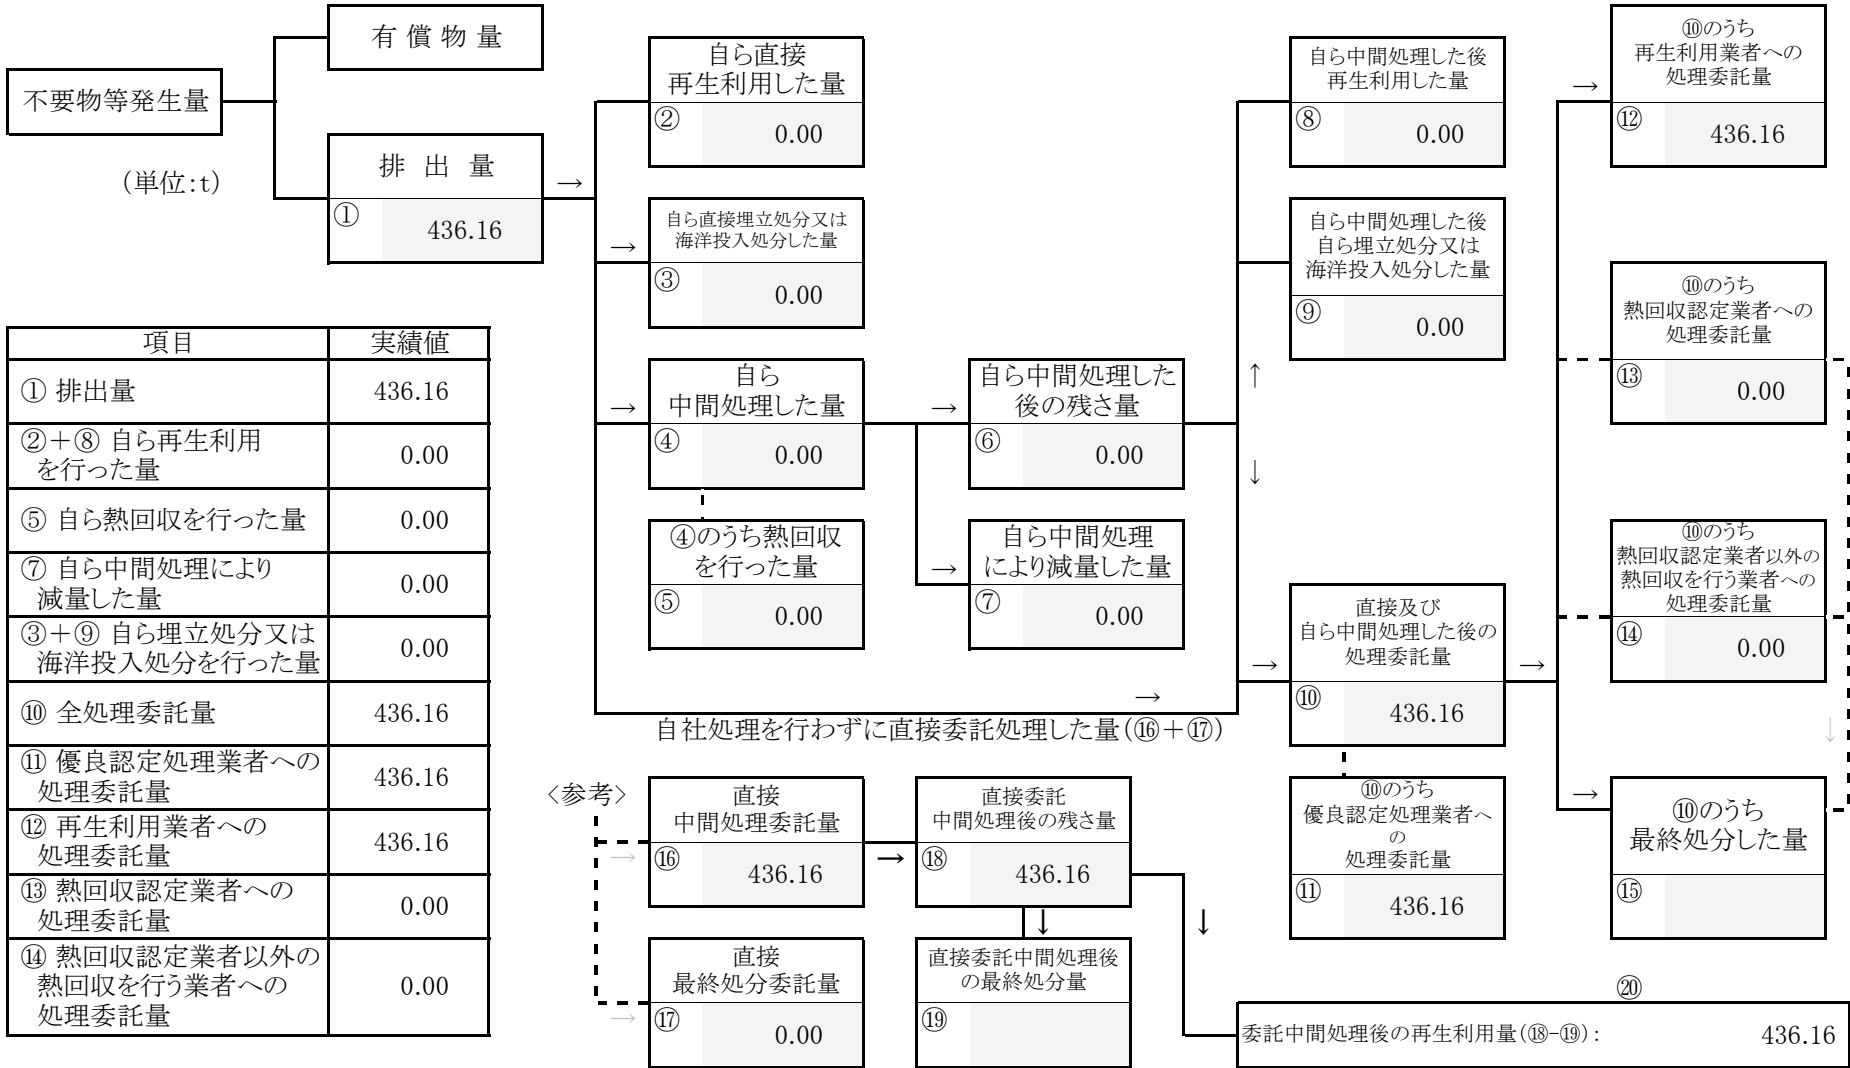 有 償 物 量
不要物等発生量
排 出 量
①
436.16
(単位:t)
→
自ら直接
再生利用した量
②
0.00
→
自ら直接埋立処分又は
海洋投入処分した量
③
0.00
→
自ら
中間処理した量
④
0.00
④のうち熱回収
を行った量
⑤
0.00
→
自ら中間処理した
後の残さ量
⑥
0.00
→
自ら中間処理
により減量した量
⑦
0.00
↑
↓
自ら中間処理した後
再生利用した量
⑧
0.00
自ら中間処理した後
自ら埋立処分又は
海洋投入処分した量
⑨
0.00
→
自社処理を行わずに直接委託処理した量(⑯+⑰)
→
直接及び
自ら中間処理した後の
処理委託量
⑩
436.16
⑩のうち
優良認定処理業者へ
の
処理委託量
⑪
436.16
→
→
⑩のうち
再生利用業者への
処理委託量
⑫
436.16
⑩のうち
熱回収認定業者への
処理委託量
⑬
0.00
⑩のうち
熱回収認定業者以外の
熱回収を行う業者への
処理委託量
⑭
0.00
↓
→
⑩のうち
最終処分した量
⑮
項目 実績値
① 排出量 436.16
②+⑧ 自ら再生利用
を行った量 0.00
⑤ 自ら熱回収を行った量 0.00
⑦ 自ら中間処理により
減量した量 0.00
③+⑨ 自ら埋立処分又は
海洋投入処分を行った量 0.00
⑩ 全処理委託量 436.16
⑪ 優良認定処理業者への
処理委託量 436.16
⑫ 再生利用業者への
処理委託量 436.16
⑬ 熱回収認定業者への
処理委託量 0.00
⑭ 熱回収認定業者以外の
熱回収を行う業者への
処理委託量 0.00
<参考>
→
直接
中間処理委託量
⑯
436.16
→
直接
最終処分委託量
⑰
0.00
→
直接委託
中間処理後の残さ量
⑱
436.16
↓
直接委託中間処理後
の最終処分量
⑲
↓
⑳
委託中間処理後の再生利用量(⑱-⑲): 436.16